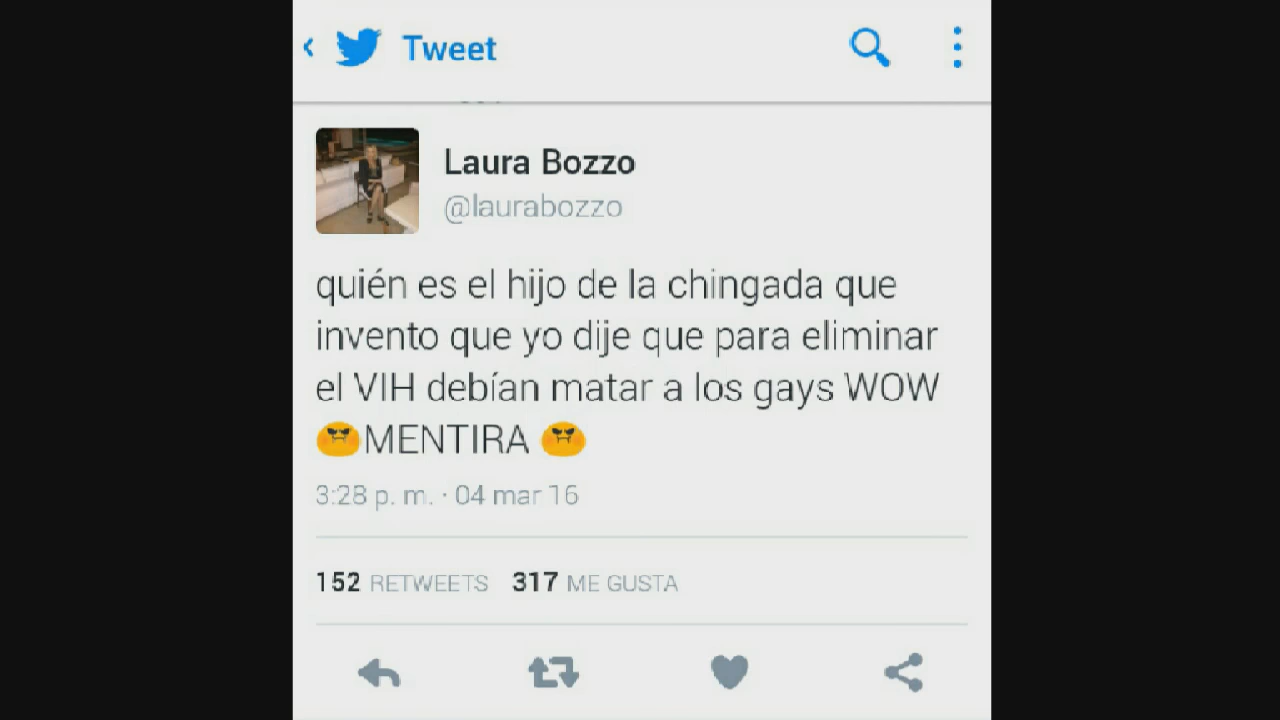 Tweet
Laura Bozzo
@laurabozzo
quién es el hijo de la chingada que
invento que yo dije que para eliminar
el VIH debían matar a los gays WOW
😡MENTIRA 😡
3:28 p. m. · 04 mar 16
152 RETWEETS 317 ME GUSTA